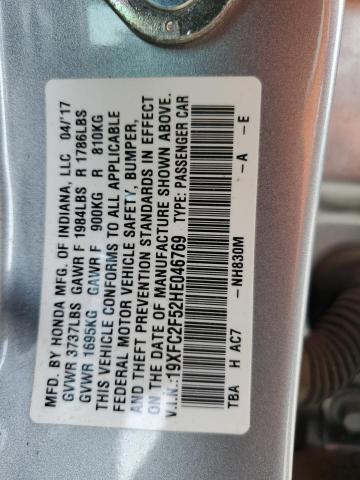 MFD. BY HONDA MFG. OF INDIANA, LLC 04/'17
GVWR 3737LBS GAWR F 1984LBS R 1786LBS
GVWR 1695KG GAWR F 900KG R 810KG
THIS VEHICLE CONFORMS TO ALL APPLICABLE
FEDERAL MOTOR VEHICLE SAFETY, BUMPER,
AND THEFT PREVENTION STANDARDS IN EFFECT
ON THE DATE OF MANUFACTURE SHOWN ABOVE.
V.I.N.: 19XFC2F52HE046769 TYPE: PASSENGER CAR
TBA H AC7 -NH830M -A -E